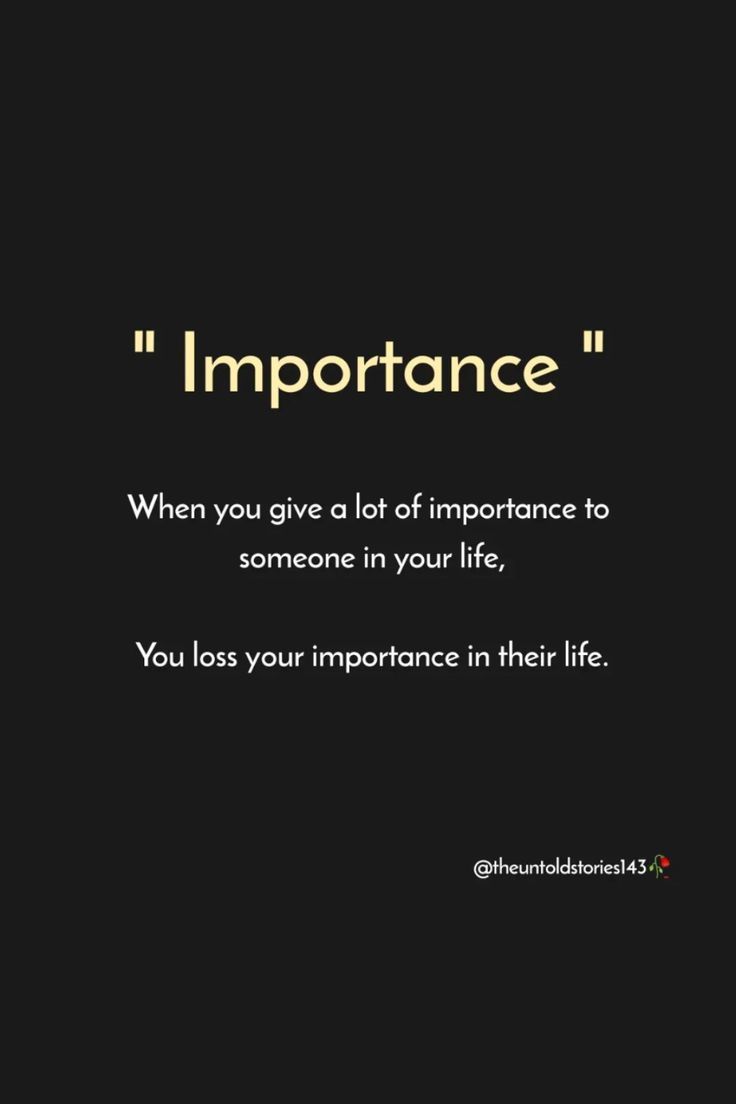 " Importance "
When you give a lot of importance to
someone in your life,
You loss your importance in their life.
@theuntoldstories143🥀